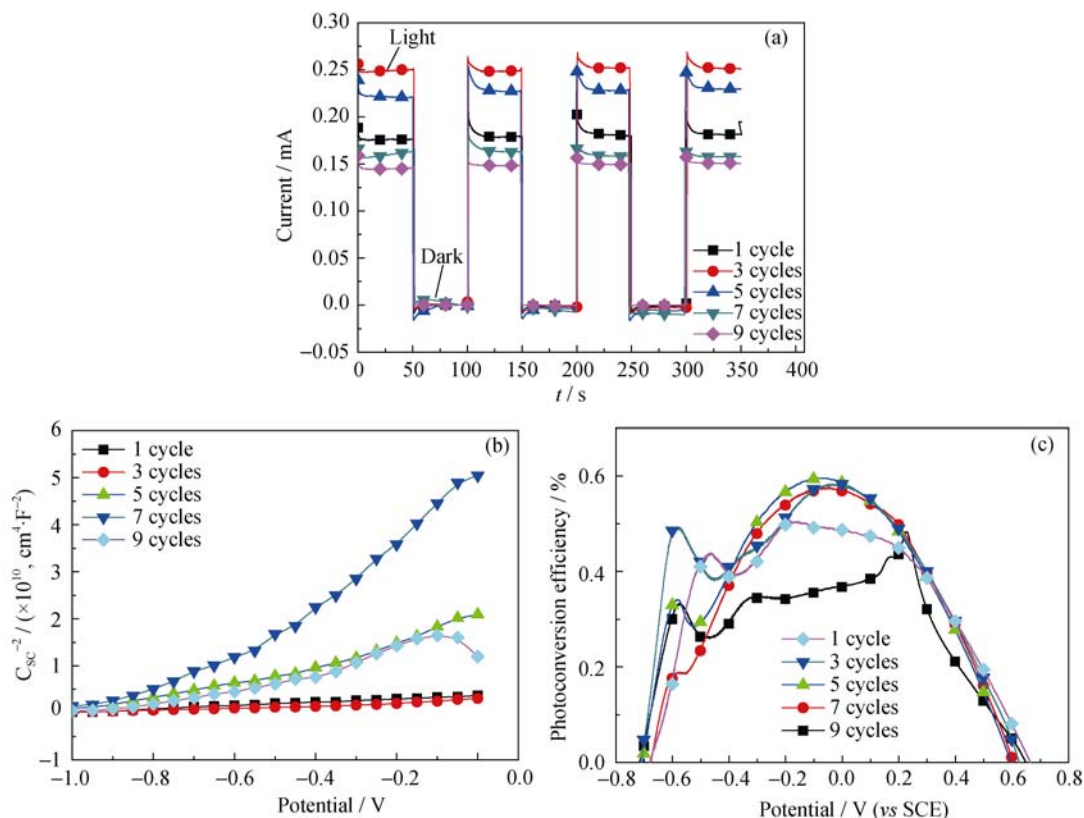 (a)
0.30
0.25
0.20
0.15
0.10
0.05
0.0
−0.05
Current / mA
Light
Dark
1 cycle
3 cycles
5 cycles
7 cycles
9 cycles
0 50 100 150 200 250 300 350 400
t / s
(b)
6
5
4
3
2
1
0
−1
C_SC^−2 / (×10^10, cm^4·F^−2)
1 cycle
3 cycles
5 cycles
7 cycles
9 cycles
−1.0 −0.8 −0.6 −0.4 −0.2 0.0
Potential / V
(c)
0.6
0.4
0.2
0.0
Photoconversion efficiency / %
1 cycle
3 cycles
5 cycles
7 cycles
9 cycles
−0.8 −0.6 −0.4 −0.2 0.0 0.2 0.4 0.6 0.8
Potential / V (vs SCE)